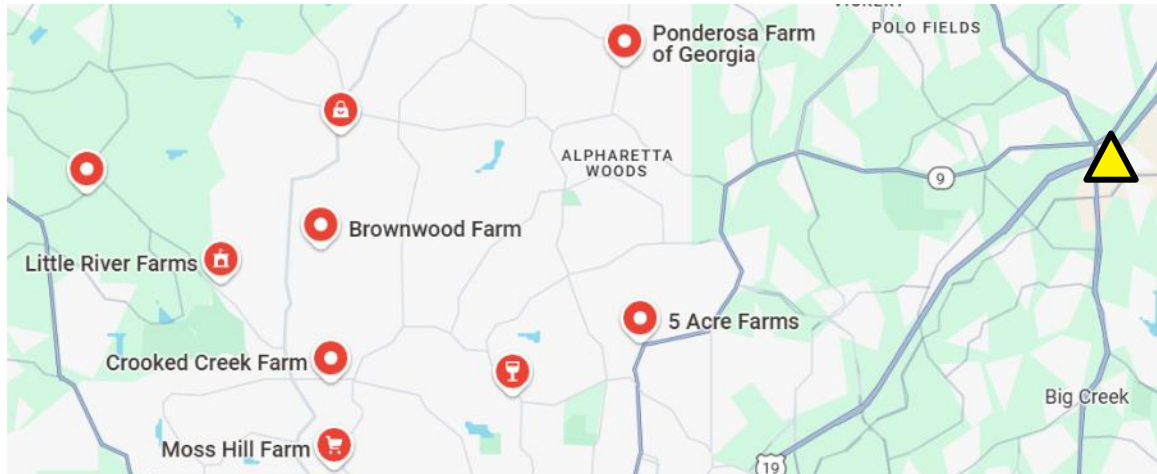 VICKERY
POLO FIELDS
Ponderosa Farm
of Georgia
ALPHARETTA
WOODS
9
Brownwood Farm
Little River Farms
5 Acre Farms
Crooked Creek Farm
Big Creek
Moss Hill Farm
19